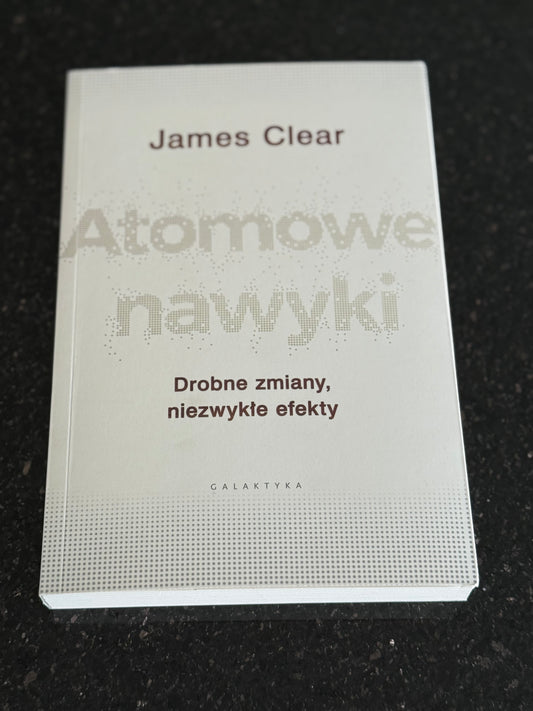 James Clear
Atomowe
nawyki
Drobne zmiany,
niezwykłe efekty
GALAKTYKA